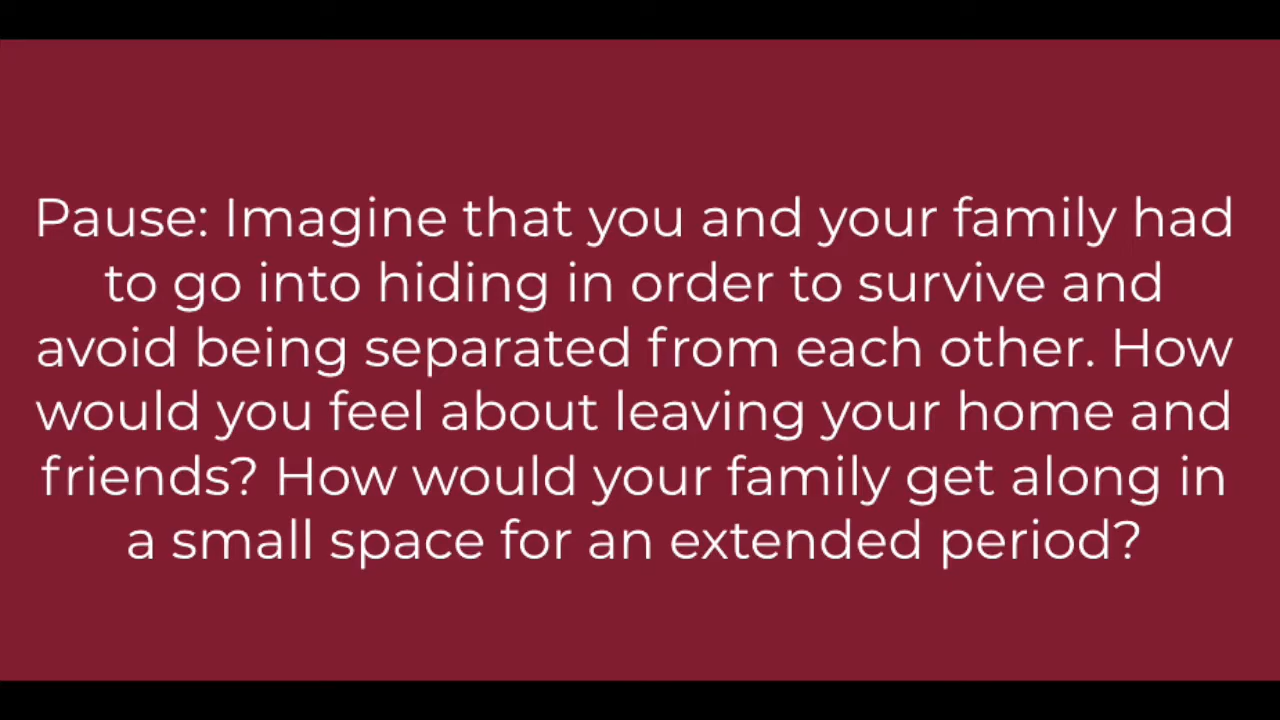 Pause: Imagine that you and your family had
to go into hiding in order to survive and
avoid being separated from each other. How
would you feel about leaving your home and
friends? How would your family get along in
a small space for an extended period?